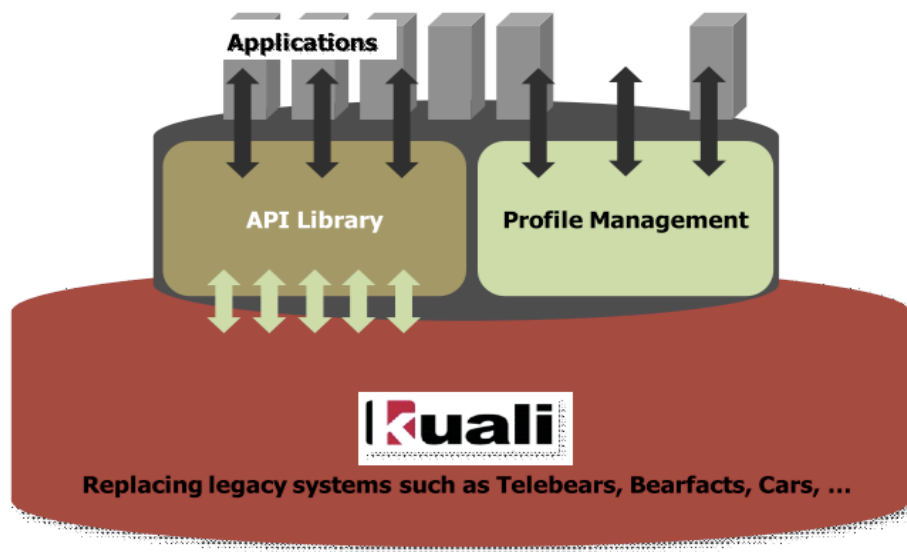 Applications
API Library
Profile Management
kuali
Replacing legacy systems such as Telebears, Bearfacts, Cars, ...